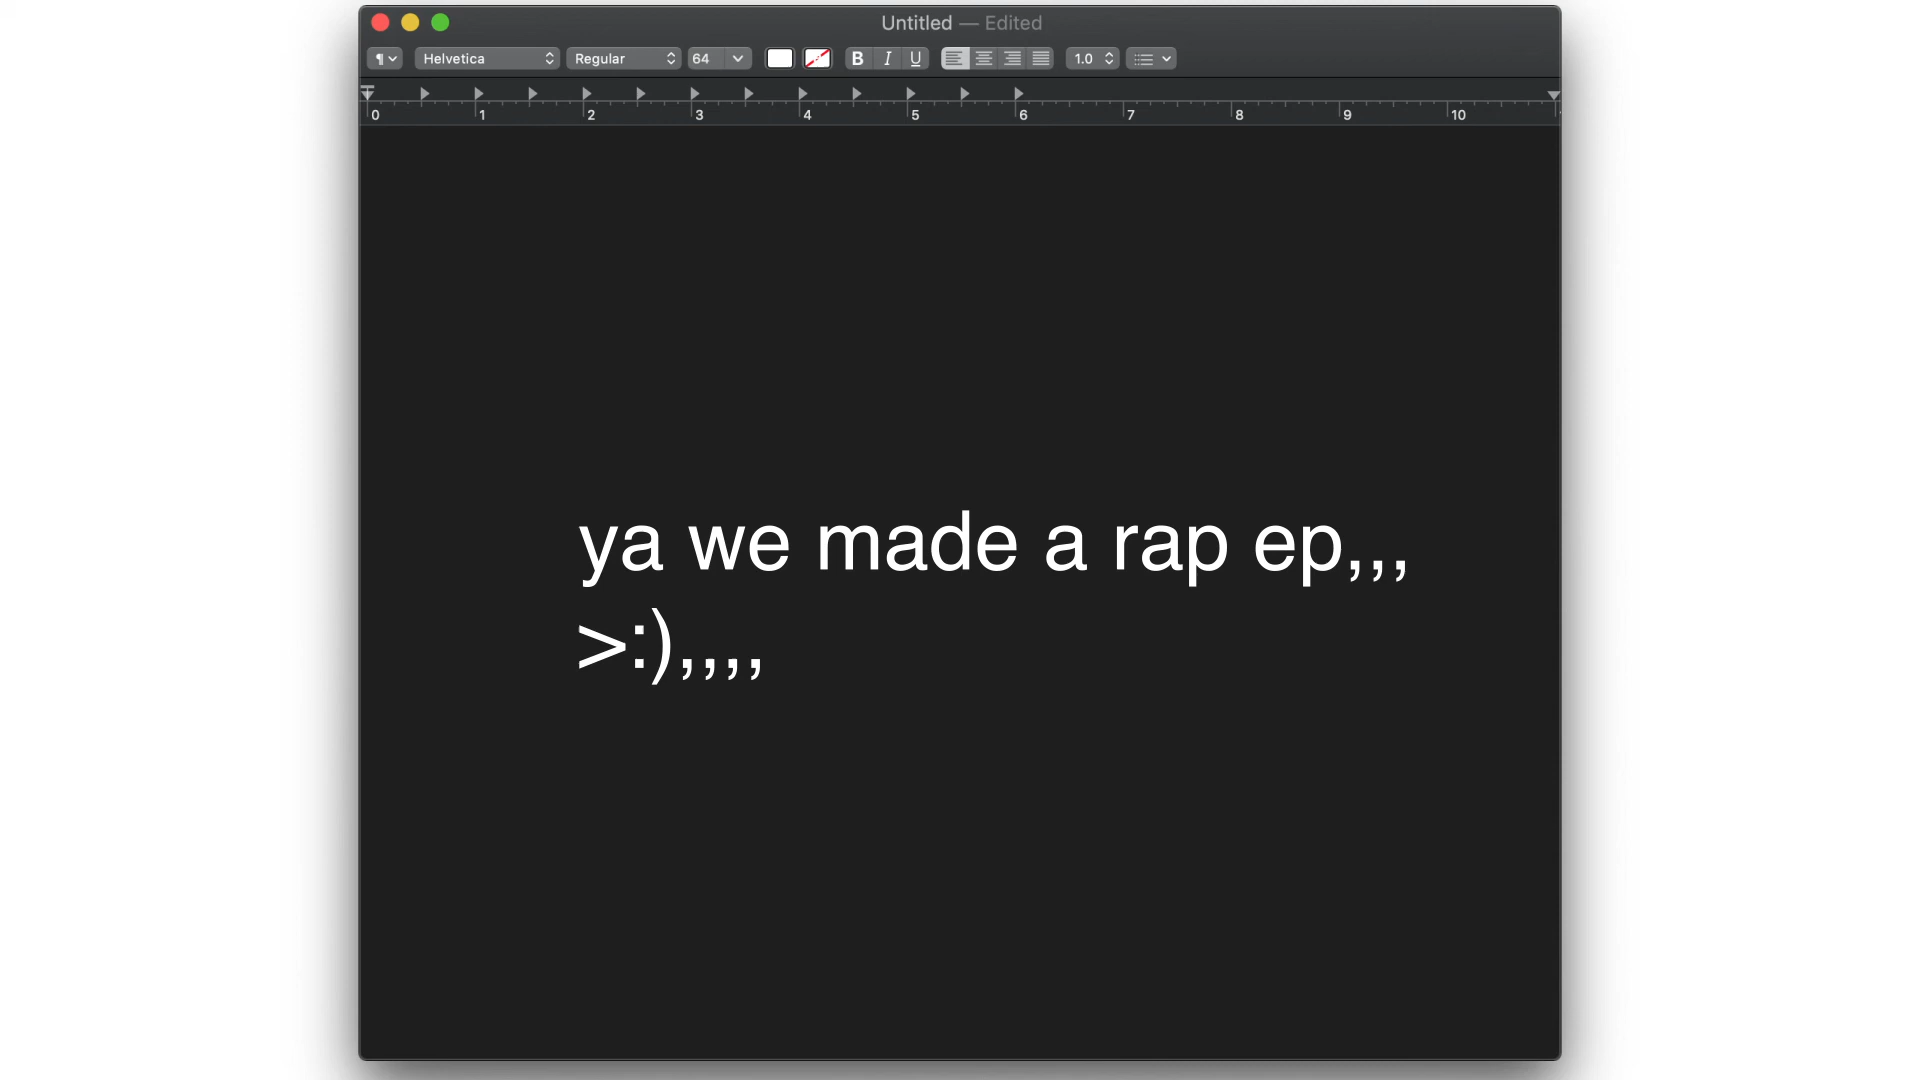 Untitled — Edited
¶ Helvetica Regular 64 B I U 1.0
0 1 2 3 4 5 6 7 8 9 10
ya we made a rap ep,,,
>:),,,,